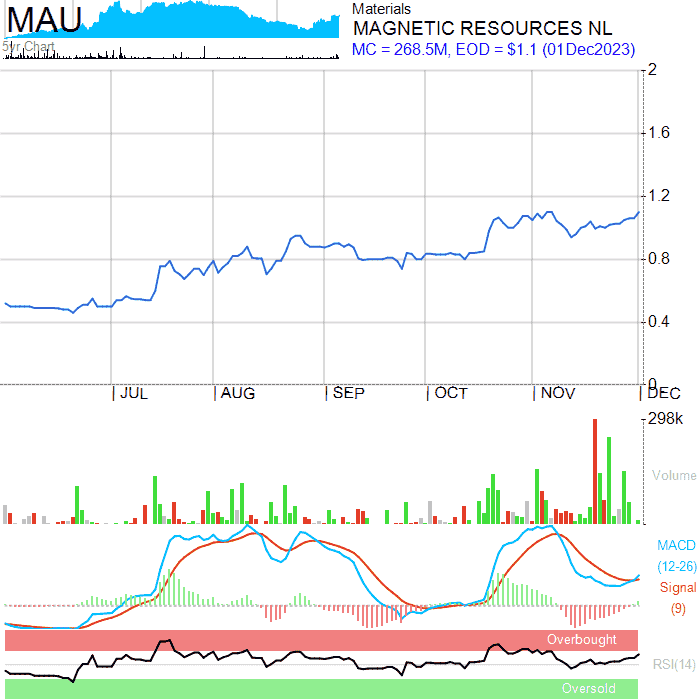 MAU
Materials
MAGNETIC RESOURCES NL
5yr Chart
MC = 268.5M, EOD = $1.1 (01Dec2023)
2
1.6
1.2
0.8
0.4
0
JUL AUG SEP OCT NOV DEC
298k
Volume
MACD
(12-26)
Signal
(9)
Overbought
RSI(14)
Oversold